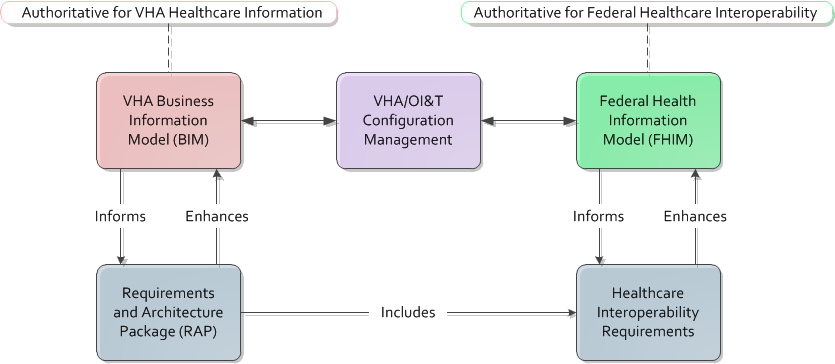 Authoritative for VHA Healthcare Information
Authoritative for Federal Healthcare Interoperability
VHA Business
Information
Model (BIM)
VHA/OI&T
Configuration
Management
Federal Health
Information
Model (FHIM)
Informs
Enhances
Informs
Enhances
Requirements
and Architecture
Package (RAP)
Includes
Healthcare
Interoperability
Requirements